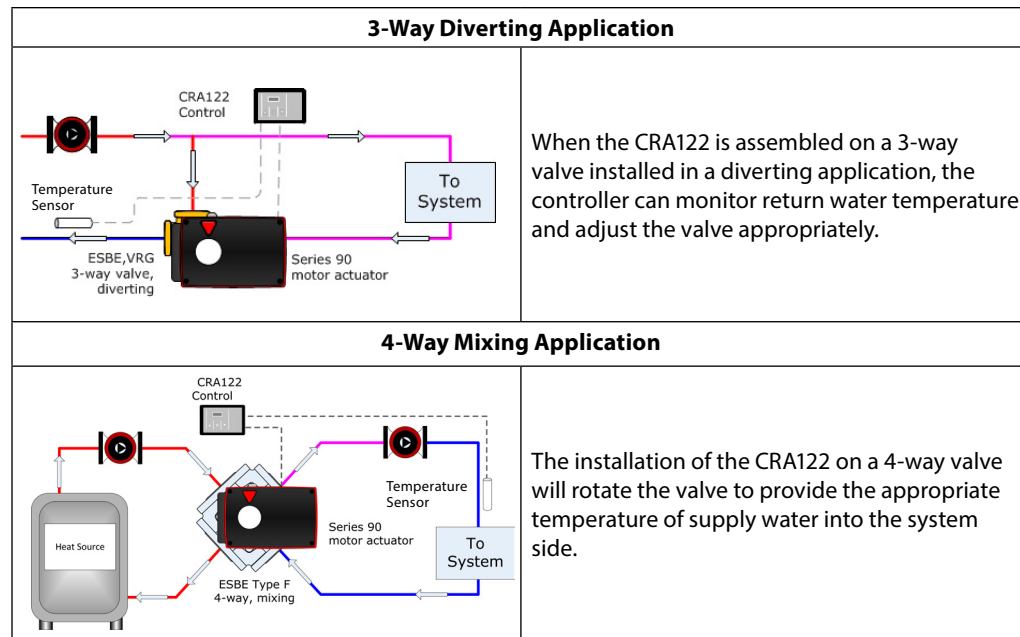 3-Way Diverting Application
CRA122
Control
Temperature
Sensor
To
System
ESBE,VRG
3-way valve,
diverting
Series 90
motor actuator
When the CRA122 is assembled on a 3-way
valve installed in a diverting application, the
controller can monitor return water temperature
and adjust the valve appropriately.
4-Way Mixing Application
CRA122
Control
Temperature
Sensor
Heat Source
Series 90
motor actuator
To
System
ESBE Type F
4-way, mixing
The installation of the CRA122 on a 4-way valve
will rotate the valve to provide the appropriate
temperature of supply water into the system
side.